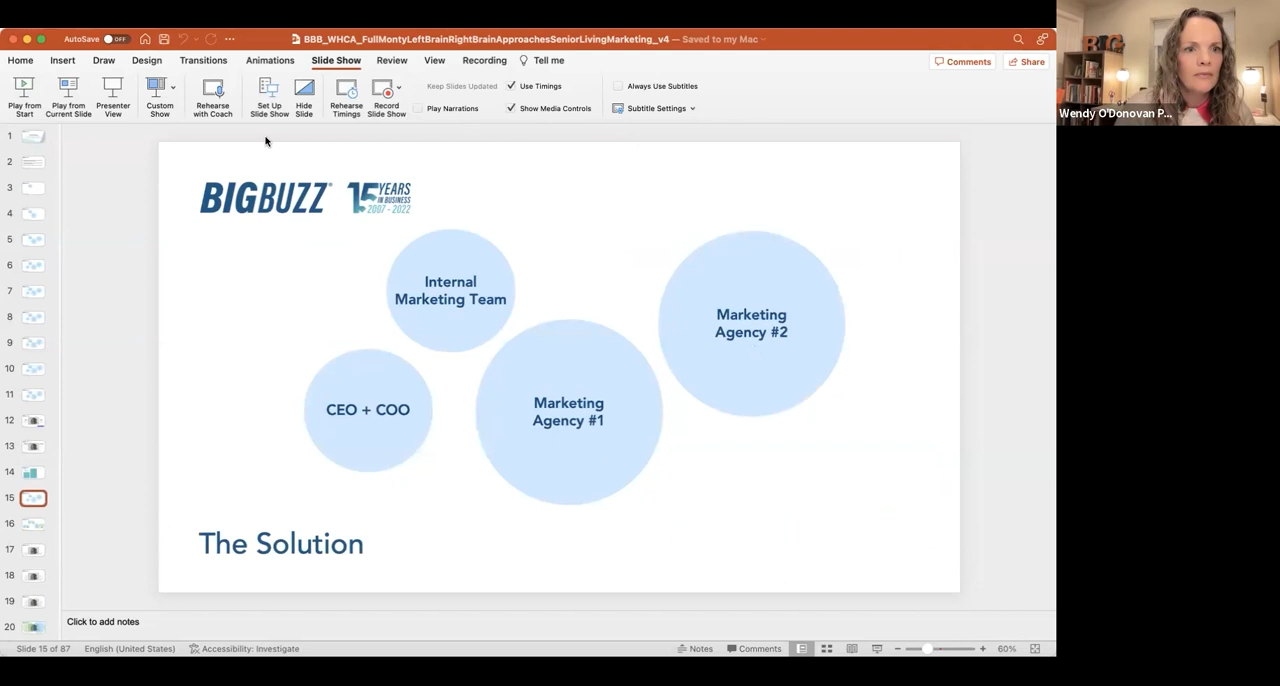 AutoSave OFF
BBB_WHCA_FullMontyLeftBrainRightBrainApproachesSeniorLivingMarketing_v4 — Saved to my Mac
Home Insert Draw Design Transitions Animations Slide Show Review View Recording Tell me
Comments Share
Play from Start
Play from Current Slide
Presenter View
Custom Show
Rehearse with Coach
Set Up Slide Show
Hide Slide
Rehearse Timings
Record Slide Show
Keep Slides Updated
Play Narrations
Use Timings
Show Media Controls
Always Use Subtitles
Subtitle Settings
BIG
Wendy O'Donovan P...
1
2
3
4
5
6
7
8
9
10
11
12
13
14
15
16
17
18
19
20
BIGBUZZ® 15 YEARS
IN BUSINESS
2007 - 2022
Internal
Marketing Team
Marketing
Agency #2
CEO + COO
Marketing
Agency #1
The Solution
Click to add notes
Slide 15 of 87 English (United States) Accessibility: Investigate Notes Comments 60%